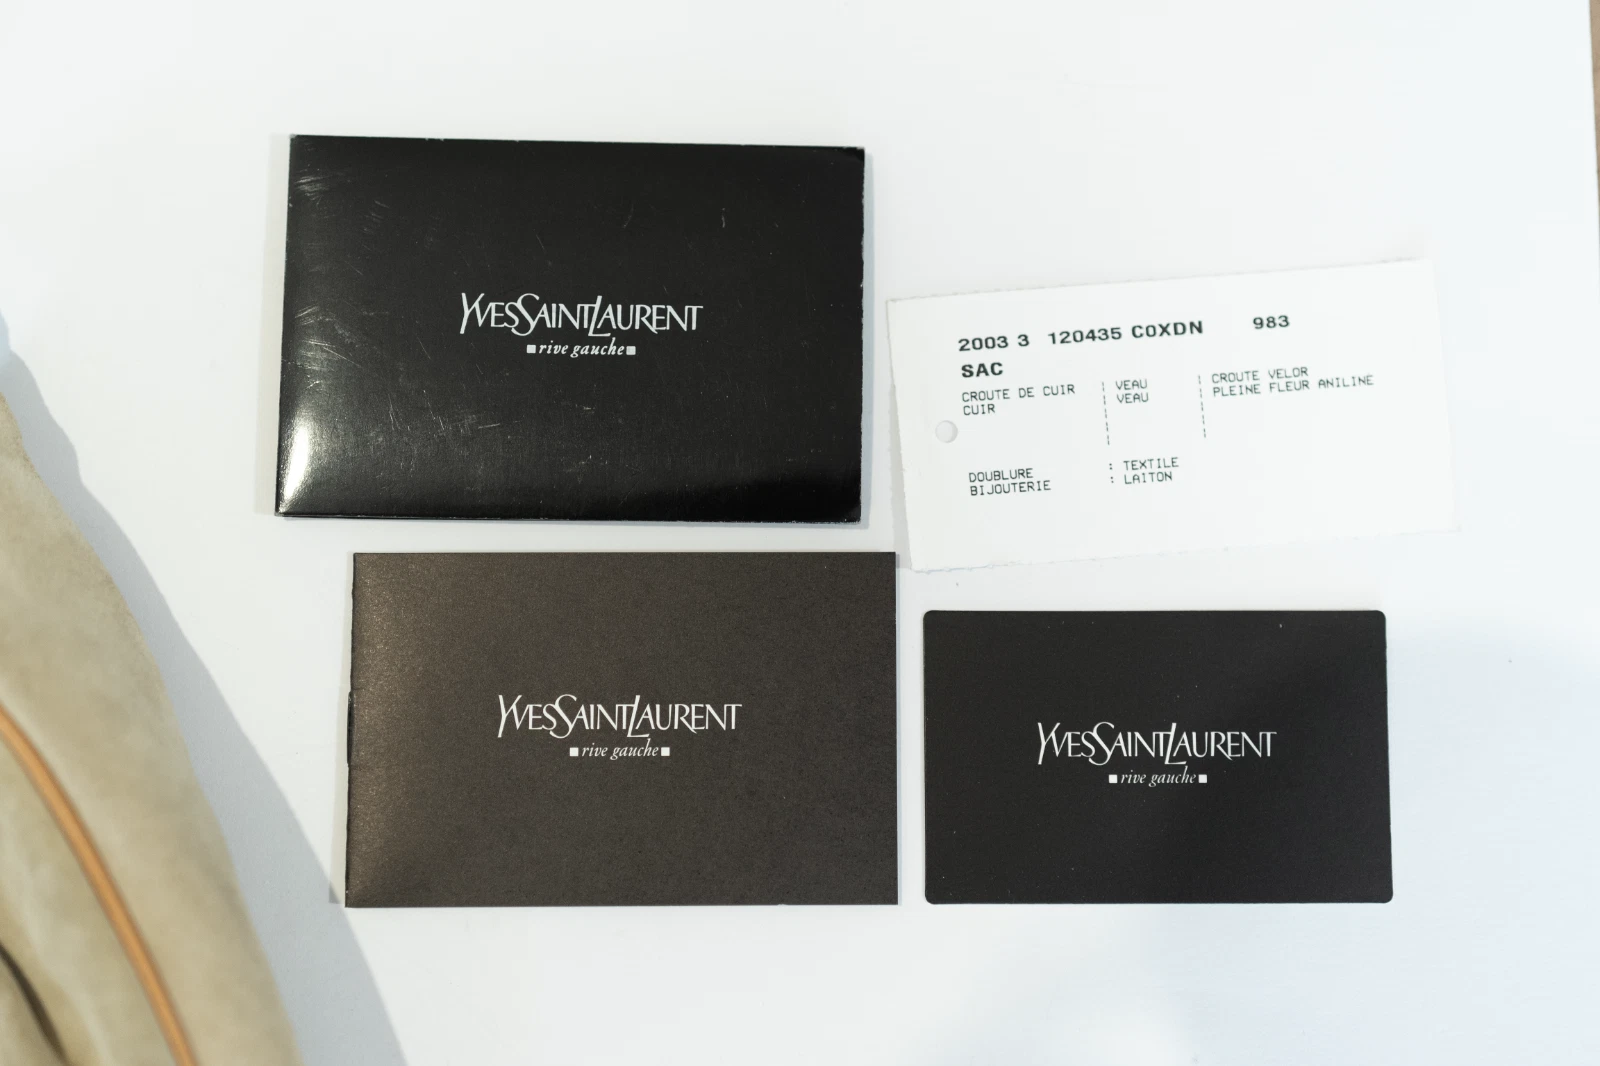 YVESSAINTLAURENT
rive gauche
2003 3 120435 C0XDN 983
SAC
CROUTE DE CUIR VEAU CROUTE VELOR
CUIR VEAU PLEINE FLEUR ANILINE
DOUBLURE : TEXTILE
BIJOUTERIE : LAITON
YVESSAINTLAURENT
rive gauche
YVESSAINTLAURENT
rive gauche